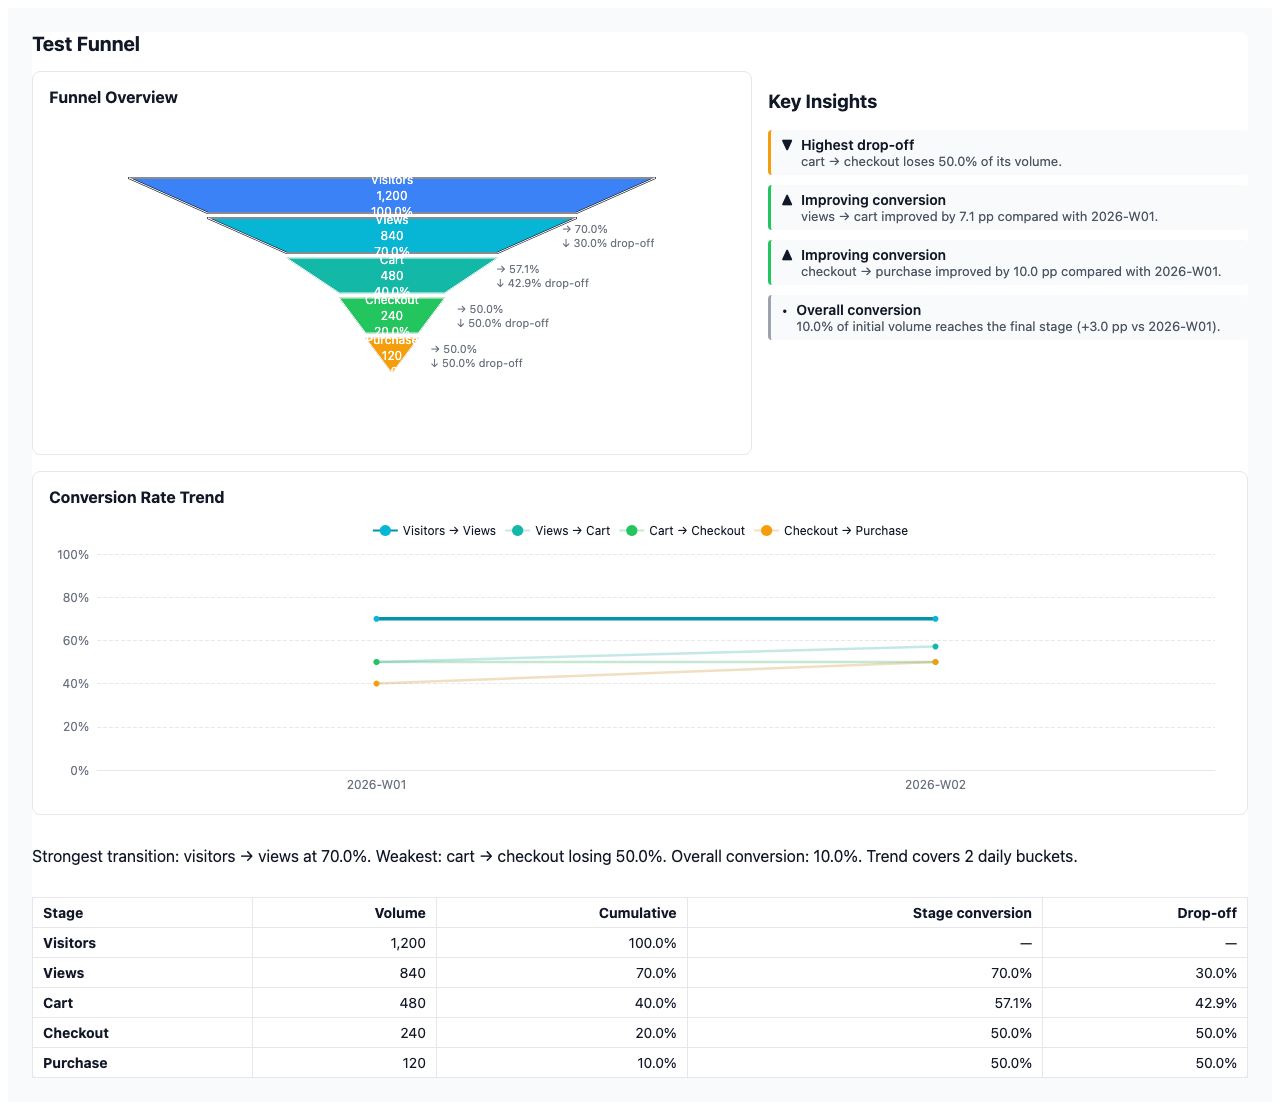 Test Funnel
Funnel Overview
Visitors
1,200
100.0%
Views
840
70.0%
→ 70.0%
↓ 30.0% drop-off
Cart
480
40.0%
→ 57.1%
↓ 42.9% drop-off
Checkout
240
20.0%
→ 50.0%
↓ 50.0% drop-off
Purchase
120
→ 50.0%
↓ 50.0% drop-off
Key Insights
▼ Highest drop-off
cart → checkout loses 50.0% of its volume.
▲ Improving conversion
views → cart improved by 7.1 pp compared with 2026-W01.
▲ Improving conversion
checkout → purchase improved by 10.0 pp compared with 2026-W01.
• Overall conversion
10.0% of initial volume reaches the final stage (+3.0 pp vs 2026-W01).
Conversion Rate Trend
Visitors → Views Views → Cart Cart → Checkout Checkout → Purchase
100%
80%
60%
40%
20%
0%
2026-W01 2026-W02
Strongest transition: visitors → views at 70.0%. Weakest: cart → checkout losing 50.0%. Overall conversion: 10.0%. Trend covers 2 daily buckets.
Stage Volume Cumulative Stage conversion Drop-off
Visitors 1,200 100.0% — —
Views 840 70.0% 70.0% 30.0%
Cart 480 40.0% 57.1% 42.9%
Checkout 240 20.0% 50.0% 50.0%
Purchase 120 10.0% 50.0% 50.0%